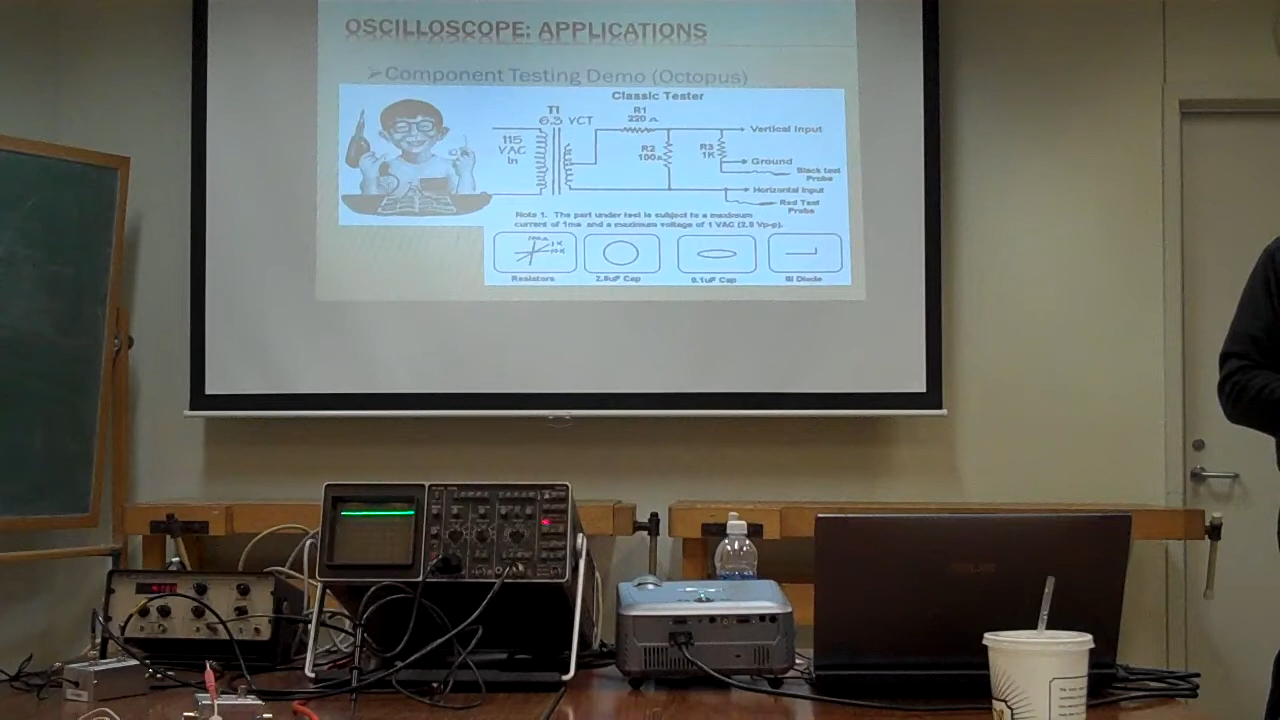 OSCILLOSCOPE: APPLICATIONS
➢Component Testing Demo (Octopus)
Classic Tester
T1
6.3 VCT
115
VAC
In
R1
220 Ω
R2
100Ω
R3
1K
Vertical Input
Ground
Black test
Probe
Horizontal Input
Red Test
Probe
Note 1. The part under test is subject to a maximum
current of 1ma and a maximum voltage of 1 VAC (2.8 Vp-p).
1K
10K
Resistors
0.1uF Cap
Si Diode
ASUS